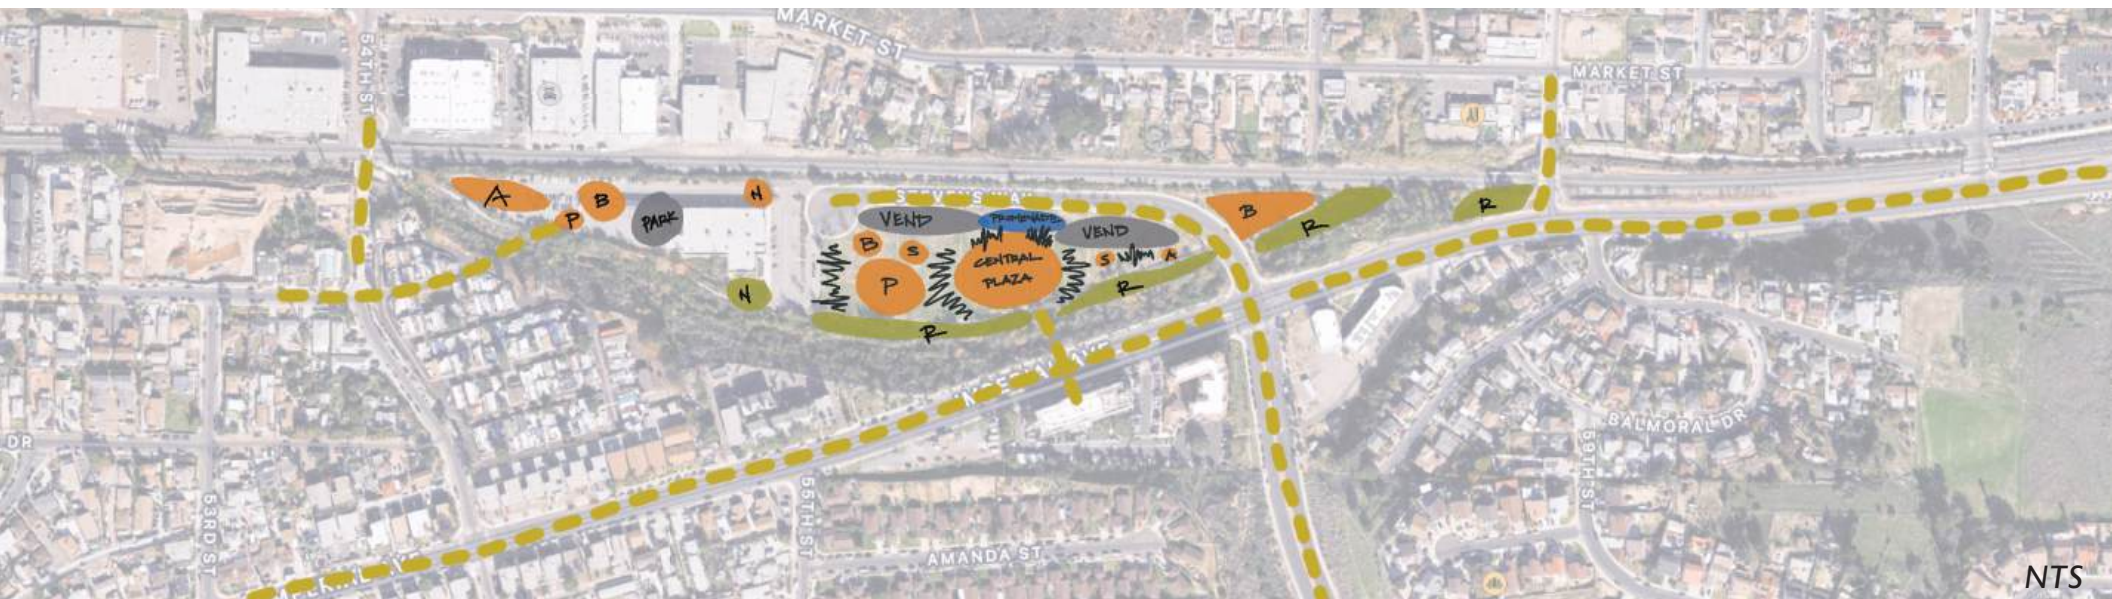 MARKET ST
54TH ST
MARKET ST
A
B
P
PARK
N
VEND
PROMENADE
VEND
B
S
CENTRAL
PLAZA
S
A
P
B
R
R
N
R
R
DR
BALMORAL DR
59TH ST
53RD ST
55TH ST
AMANDA ST
NTS